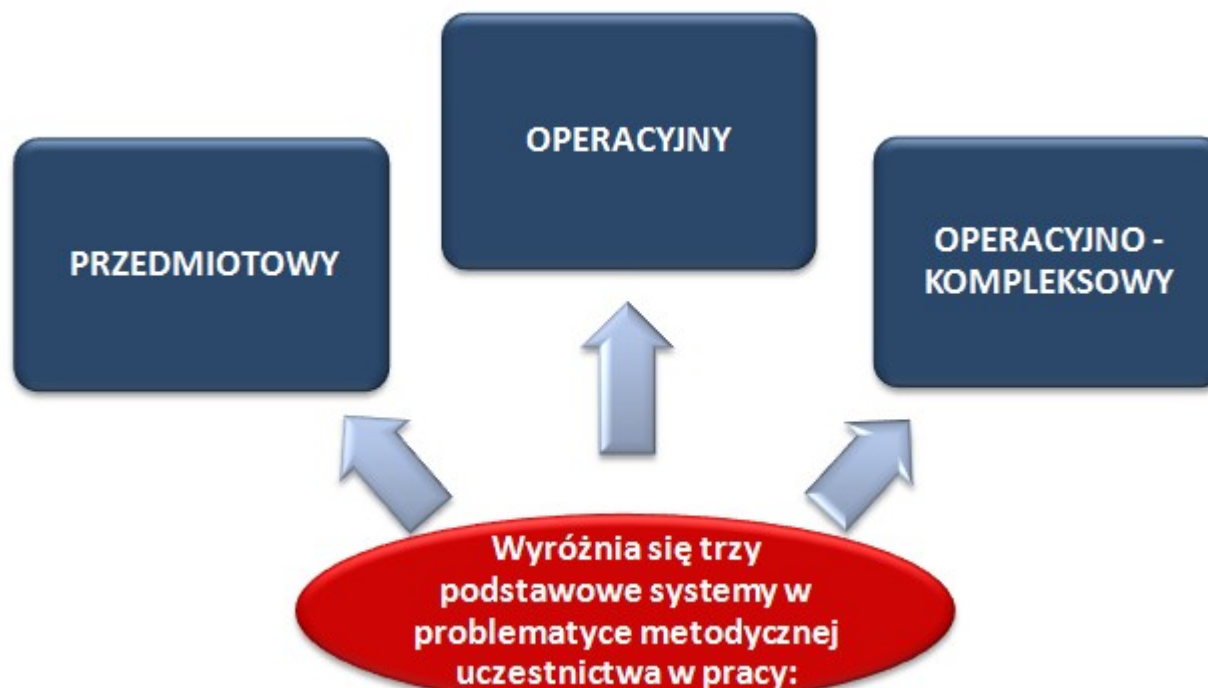 OPERACYJNY
PRZEDMIOTOWY
OPERACYJNO -
KOMPLEKSOWY
Wyróżnia się trzy
podstawowe systemy w
problematyce metodycznej
uczestnictwa w pracy: